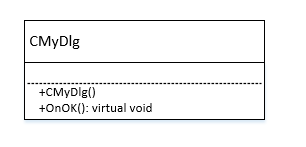 CMyDlg
+CMyDlg()
+OnOK(): virtual void